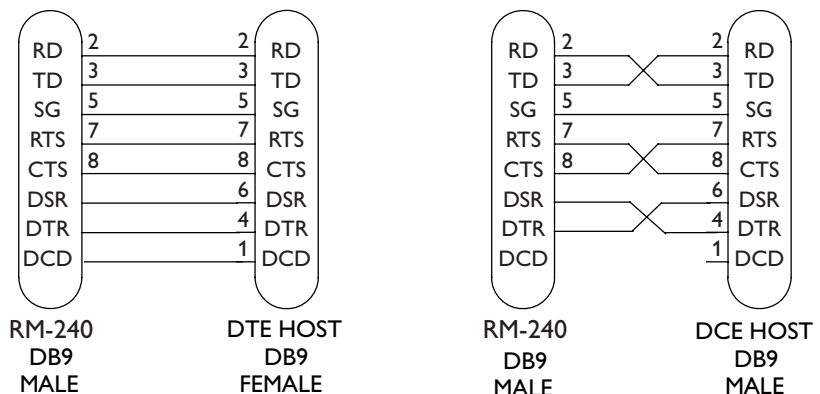 RD 2 2 RD
TD 3 3 TD
SG 5 5 SG
RTS 7 7 RTS
CTS 8 8 CTS
DSR 6 DSR
DTR 4 DTR
DCD 1 DCD
RM-240 DTE HOST
DB9 DB9
MALE FEMALE
RD 2 2 RD
TD 3 3 TD
SG 5 5 SG
RTS 7 7 RTS
CTS 8 8 CTS
DSR 6 DSR
DTR 4 DTR
DCD 1 DCD
RM-240 DCE HOST
DB9 DB9
MALE MALE